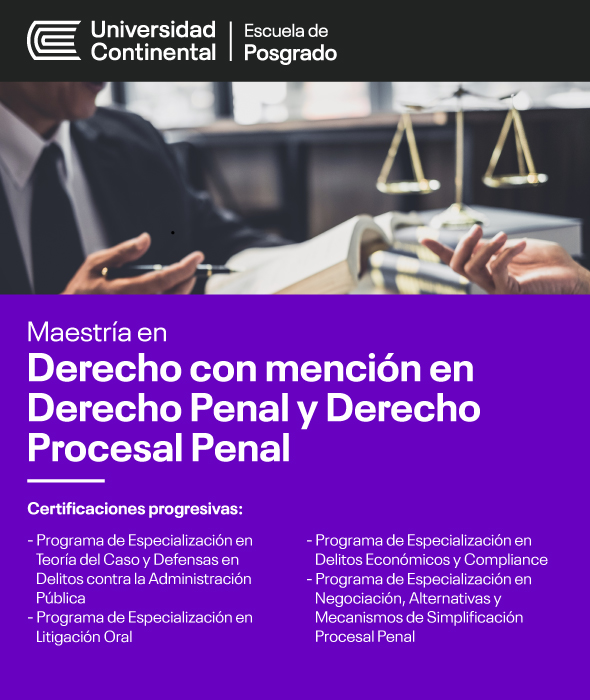 Universidad
Continental
Escuela de
Posgrado
Maestría en
Derecho con mención en
Derecho Penal y Derecho
Procesal Penal
Certificaciones progresivas:
- Programa de Especialización en
Teoría del Caso y Defensas en
Delitos contra la Administración
Pública
- Programa de Especialización en
Litigación Oral
- Programa de Especialización en
Delitos Económicos y Compliance
- Programa de Especialización en
Negociación, Alternativas y
Mecanismos de Simplificación
Procesal Penal